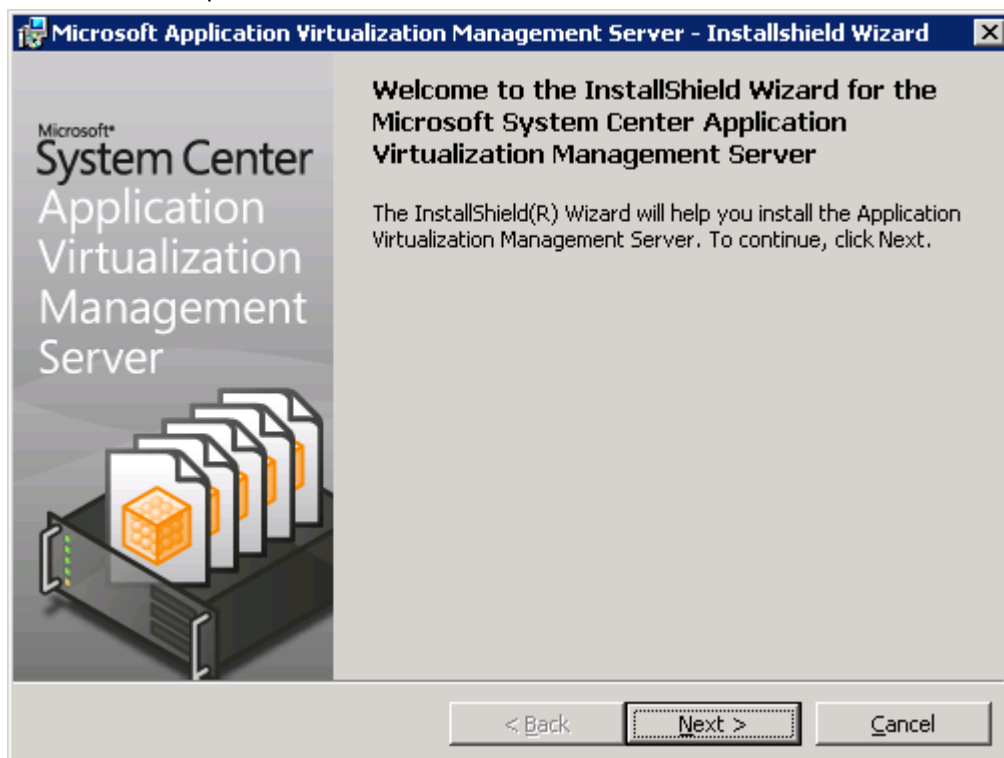 Microsoft Application Virtualization Management Server - Installshield Wizard
Microsoft®
System Center
Application
Virtualization
Management
Server
Welcome to the InstallShield Wizard for the
Microsoft System Center Application
Virtualization Management Server
The InstallShield(R) Wizard will help you install the Application
Virtualization Management Server. To continue, click Next.
< Back
Next >
Cancel